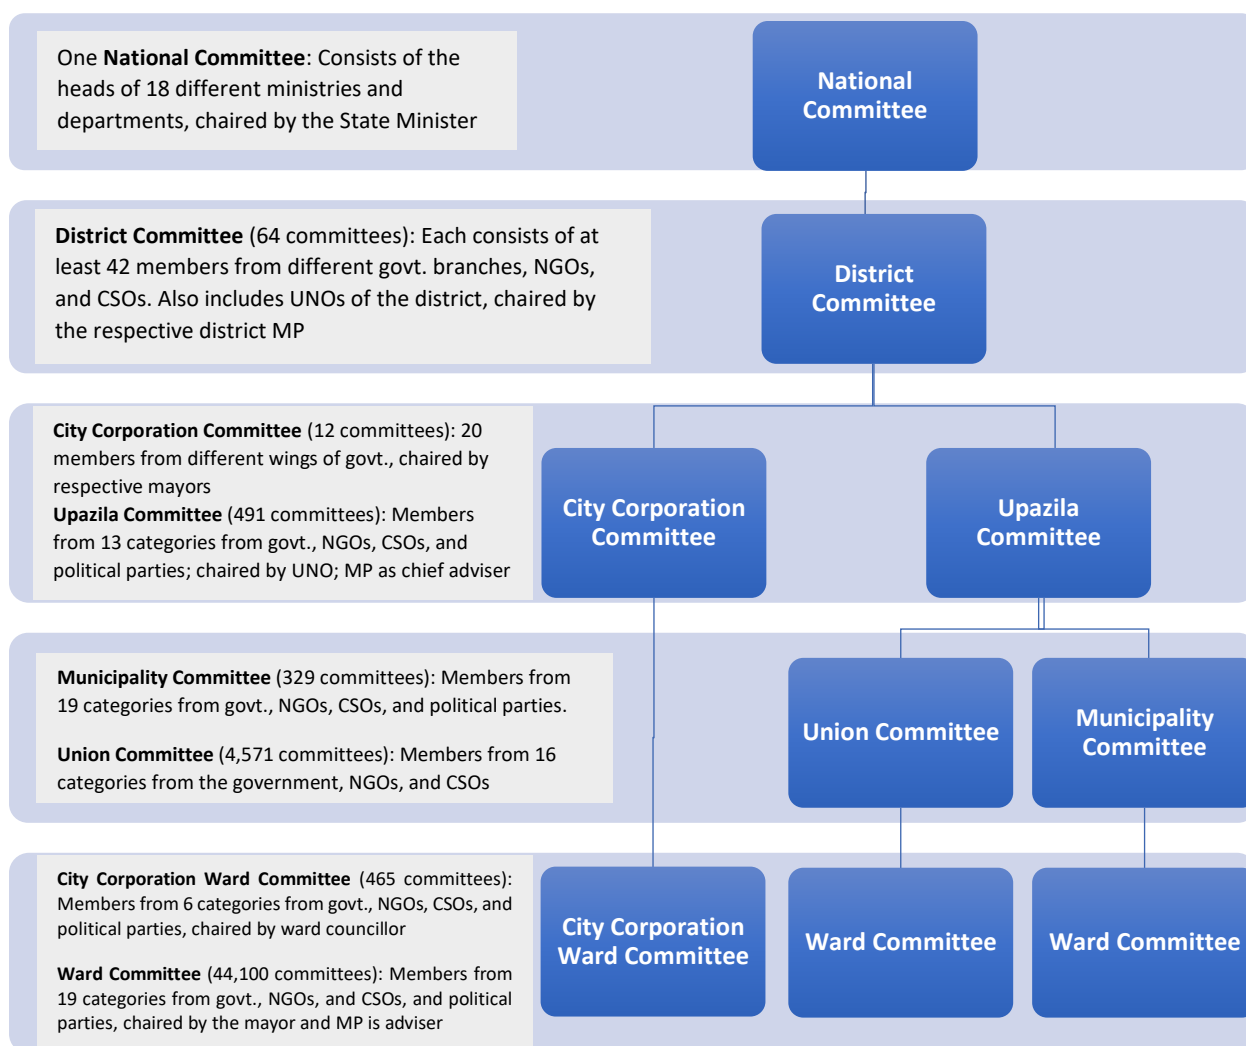 One National Committee: Consists of the
heads of 18 different ministries and
departments, chaired by the State Minister
National
Committee
District Committee (64 committees): Each consists of at
least 42 members from different govt. branches, NGOs,
and CSOs. Also includes UNOs of the district, chaired by
the respective district MP
District
Committee
City Corporation Committee (12 committees): 20
members from different wings of govt., chaired by
respective mayors
Upazila Committee (491 committees): Members
from 13 categories from govt., NGOs, CSOs, and
political parties; chaired by UNO; MP as chief adviser
City Corporation
Committee
Upazila
Committee
Municipality Committee (329 committees): Members from
19 categories from govt., NGOs, CSOs, and political parties.
Union Committee (4,571 committees): Members from 16
categories from the government, NGOs, and CSOs
Union Committee
Municipality
Committee
City Corporation Ward Committee (465 committees):
Members from 6 categories from govt., NGOs, CSOs, and
political parties, chaired by ward councillor
Ward Committee (44,100 committees): Members from
19 categories from govt., NGOs, and CSOs, and political
parties, chaired by the mayor and MP is adviser
City Corporation
Ward Committee
Ward Committee
Ward Committee